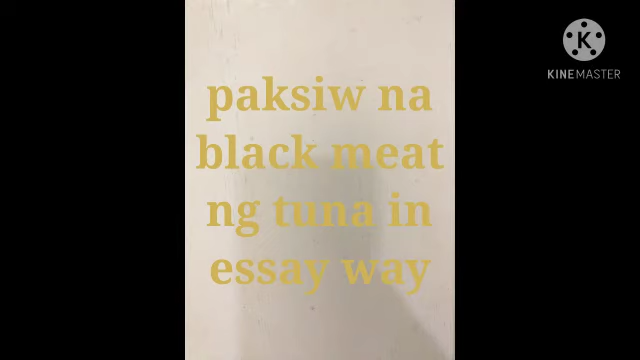 paksiw na
black meat
ng tuna in
essay way
K
KINEMASTER